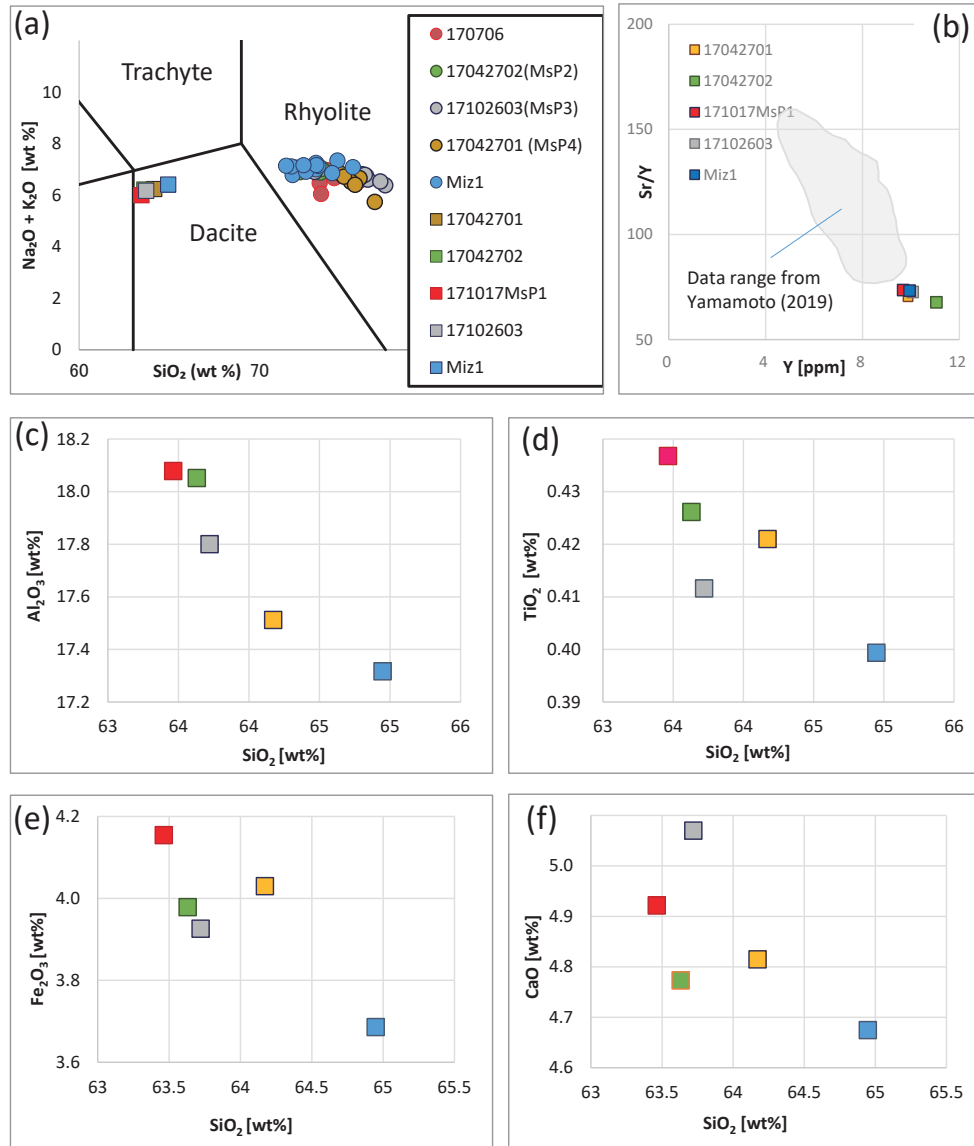 (a)
Trachyte
Rhyolite
Dacite
Na₂O + K₂O [wt %]
10
8
6
4
2
0
60
SiO₂ (wt %)
70
170706
17042702(MsP2)
17102603(MsP3)
17042701 (MsP4)
Miz1
17042701
17042702
171017MsP1
17102603
Miz1
(b)
200
150
100
50
Sr/Y
17042701
17042702
171017MsP1
17102603
Miz1
Data range from
Yamamoto (2019)
0
4
8
12
Y [ppm]
(c)
18.2
18.0
17.8
17.6
17.4
17.2
Al₂O₃ [wt%]
63
64
64
65
65
66
SiO₂ [wt%]
(d)
0.43
0.42
0.41
0.40
0.39
TiO₂ [wt%]
63
64
64
65
65
66
SiO₂ [wt%]
(e)
4.2
4.0
3.8
3.6
Fe₂O₃ [wt%]
63
63.5
64
64.5
65
65.5
SiO₂ [wt%]
(f)
5.0
4.9
4.8
4.7
4.6
CaO [wt%]
63
63.5
64
64.5
65
65.5
SiO₂ [wt%]